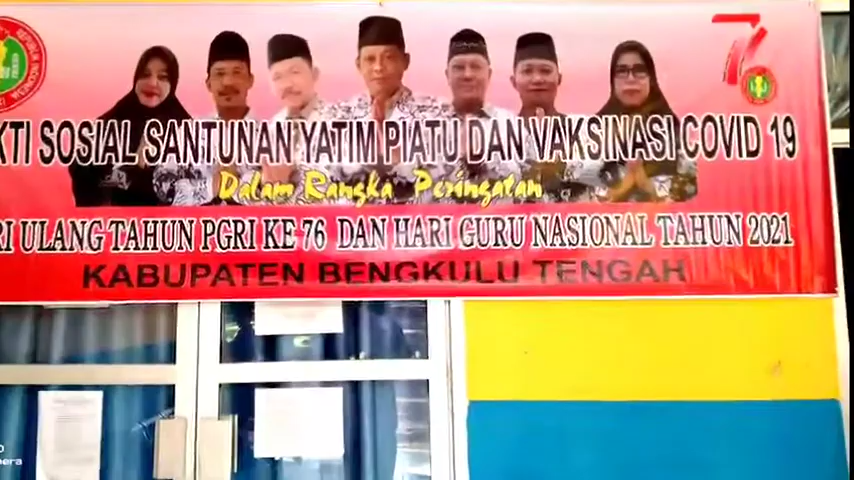 KTI SOSIAL SANTUNAN YATIM PIATU DAN VAKSINASI COVID 19
Dalam Rangka Peringatan
RI ULANG TAHUN PGRI KE 76 DAN HARI GURU NASIONAL TAHUN 2021
KABUPATEN BENGKULU TENGAH